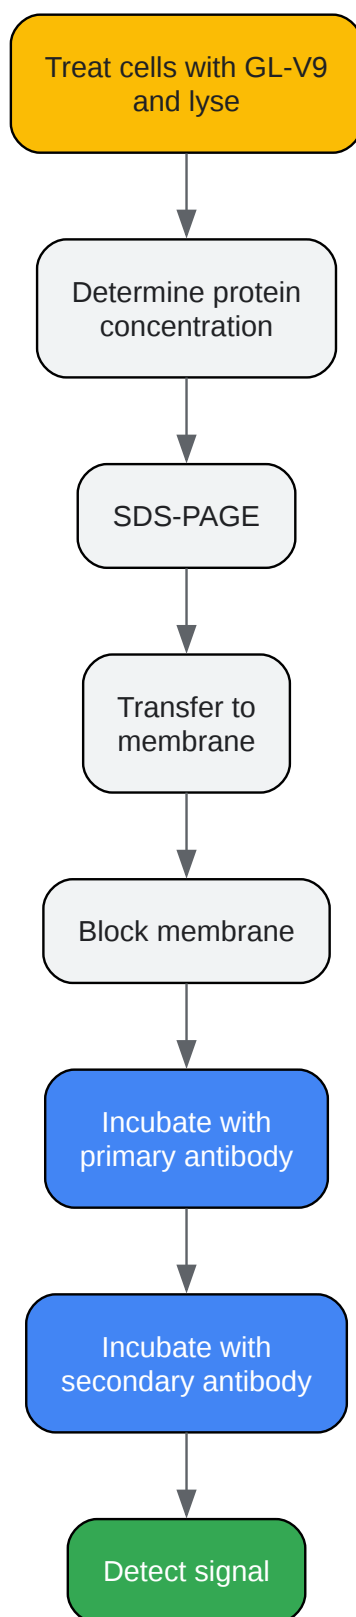 Treat cells with GL-V9
and lyse
Determine protein
concentration
SDS-PAGE
Transfer to
membrane
Block membrane
Incubate with
primary antibody
Incubate with
secondary antibody
Detect signal